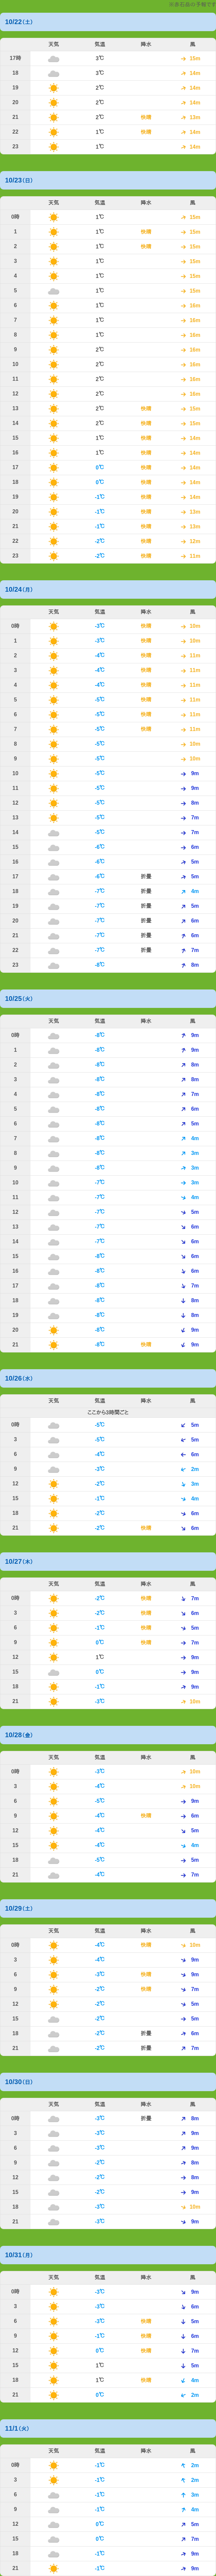 ※岩石岳の予報です
10/22(土)
天気 気温 降水 風
17時 3℃ 15m
18 3℃ 14m
19 2℃ 14m
20 2℃ 14m
21 2℃ 快晴 13m
22 1℃ 快晴 14m
23 1℃ 14m
10/23(日)
天気 気温 降水 風
0時 1℃ 15m
1 1℃ 快晴 15m
2 1℃ 快晴 15m
3 1℃ 15m
4 1℃ 15m
5 1℃ 15m
6 1℃ 16m
7 1℃ 16m
8 1℃ 16m
9 2℃ 16m
10 2℃ 16m
11 2℃ 16m
12 2℃ 16m
13 2℃ 快晴 15m
14 2℃ 快晴 15m
15 1℃ 快晴 14m
16 1℃ 快晴 14m
17 0℃ 快晴 14m
18 0℃ 快晴 14m
19 -1℃ 快晴 14m
20 -1℃ 快晴 13m
21 -1℃ 快晴 13m
22 -2℃ 快晴 12m
23 -2℃ 快晴 11m
10/24(月)
天気 気温 降水 風
0時 -3℃ 快晴 10m
1 -3℃ 快晴 10m
2 -4℃ 快晴 11m
3 -4℃ 快晴 11m
4 -4℃ 快晴 11m
5 -5℃ 快晴 11m
6 -5℃ 快晴 11m
7 -5℃ 快晴 11m
8 -5℃ 10m
9 -5℃ 10m
10 -5℃ 9m
11 -5℃ 9m
12 -5℃ 8m
13 -5℃ 7m
14 -5℃ 7m
15 -6℃ 6m
16 -6℃ 5m
17 -6℃ 折曇 5m
18 -7℃ 折曇 4m
19 -7℃ 折曇 5m
20 -7℃ 折曇 6m
21 -7℃ 折曇 6m
22 -7℃ 折曇 7m
23 -8℃ 8m
10/25(火)
天気 気温 降水 風
0時 -8℃ 9m
1 -8℃ 9m
2 -8℃ 8m
3 -8℃ 8m
4 -8℃ 7m
5 -8℃ 6m
6 -8℃ 5m
7 -8℃ 4m
8 -8℃ 3m
9 -8℃ 3m
10 -7℃ 3m
11 -7℃ 4m
12 -7℃ 5m
13 -7℃ 6m
14 -7℃ 6m
15 -8℃ 6m
16 -8℃ 6m
17 -8℃ 7m
18 -8℃ 8m
19 -8℃ 8m
20 -8℃ 9m
21 -8℃ 快晴 9m
10/26(水)
天気 気温 降水 風
ここから3時間ごと
0時 -5℃ 5m
3 -5℃ 5m
6 -4℃ 6m
9 -3℃ 2m
12 -2℃ 3m
15 -1℃ 4m
18 -2℃ 6m
21 -2℃ 快晴 6m
10/27(木)
天気 気温 降水 風
0時 -2℃ 快晴 7m
3 -2℃ 快晴 6m
6 -1℃ 快晴 5m
9 0℃ 快晴 7m
12 1℃ 9m
15 0℃ 9m
18 -1℃ 9m
21 -3℃ 10m
10/28(金)
天気 気温 降水 風
0時 -3℃ 10m
3 -4℃ 10m
6 -5℃ 9m
9 -4℃ 快晴 6m
12 -4℃ 5m
15 -4℃ 4m
18 -5℃ 5m
21 -4℃ 7m
10/29(土)
天気 気温 降水 風
0時 -4℃ 快晴 10m
3 -4℃ 9m
6 -3℃ 快晴 9m
9 -2℃ 快晴 7m
12 -2℃ 5m
15 -2℃ 5m
18 -2℃ 折曇 6m
21 -2℃ 折曇 7m
10/30(日)
天気 気温 降水 風
0時 -3℃ 折曇 8m
3 -3℃ 9m
6 -3℃ 9m
9 -2℃ 8m
12 -2℃ 8m
15 -2℃ 9m
18 -3℃ 10m
21 -3℃ 9m
10/31(月)
天気 気温 降水 風
0時 -3℃ 9m
3 -3℃ 6m
6 -3℃ 快晴 5m
9 -1℃ 快晴 6m
12 0℃ 快晴 7m
15 1℃ 5m
18 1℃ 快晴 4m
21 0℃ 2m
11/1(火)
天気 気温 降水 風
0時 -1℃ 2m
3 -1℃ 2m
6 -1℃ 3m
9 -1℃ 4m
12 0℃ 5m
15 0℃ 7m
18 -1℃ 9m
21 -1℃ 9m